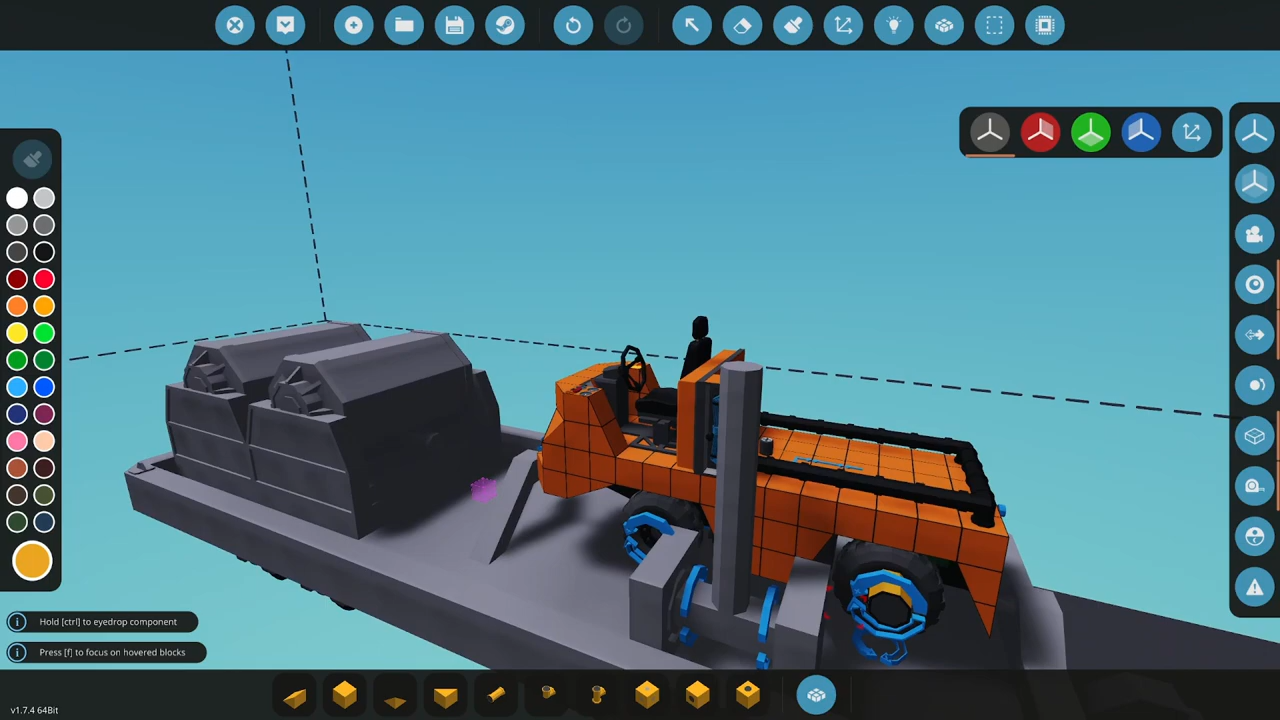 Hold [ctrl] to eyedrop component
Press [f] to focus on hovered blocks
v1.7.4 64Bit